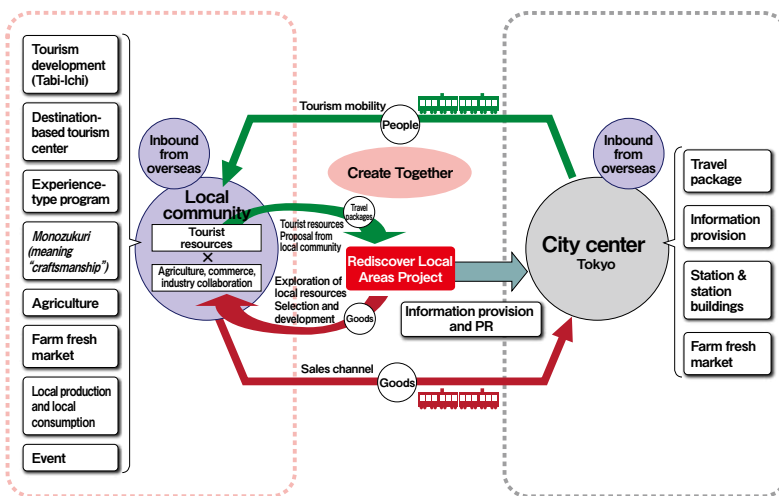 Tourism
development
(Tabi-Ichi)
Destination-
based tourism
center
Experience-
type program
Monozukuri
(meaning
"craftsmanship")
Agriculture
Farm fresh
market
Local production
and local
consumption
Event
Inbound
from
overseas
Local
community
Tourist
resources
×
Agriculture, commerce,
industry collaboration
Tourism mobility
People
Create Together
Travel
packages
Tourist resources
Proposal from
local community
Rediscover Local
Areas Project
Exploration of
local resources
Selection and
development
Goods
Information provision
and PR
Sales channel
Goods
Inbound
from
overseas
City center
Tokyo
Travel
package
Information
provision
Station &
station
buildings
Farm fresh
market